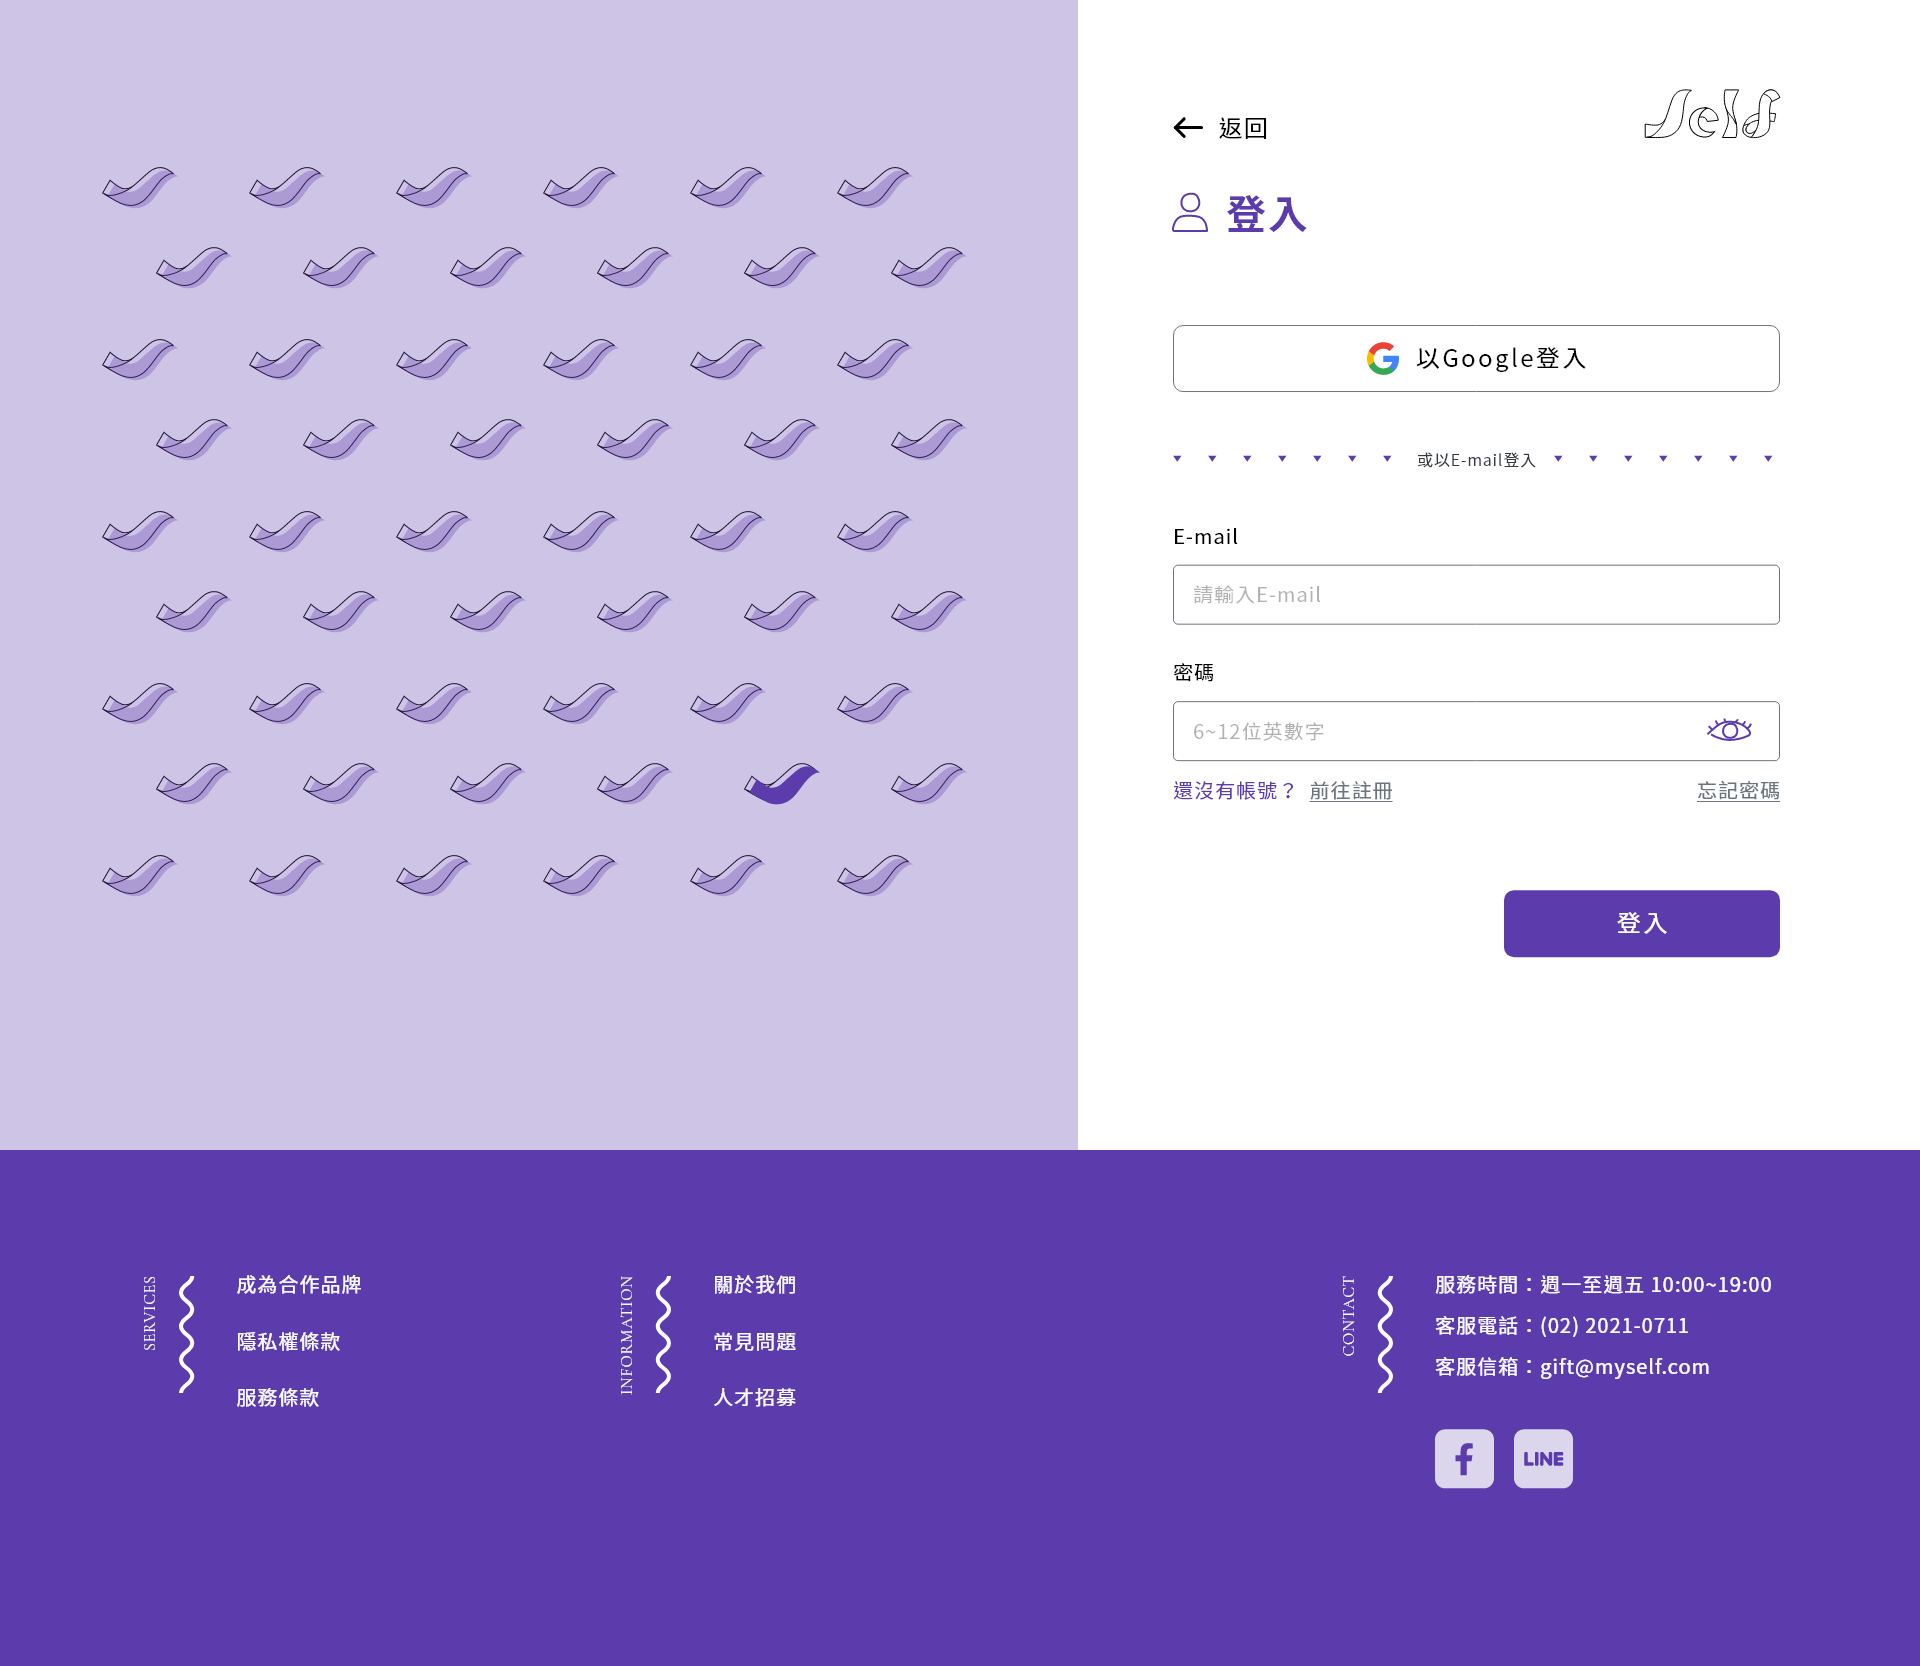 返回
Self
登入
以Google登入
或以E-mail登入
E-mail
請輸入E-mail
密碼
6~12位英數字
還沒有帳號？ 前往註冊
忘記密碼
登入
SERVICES
成為合作品牌
隱私權條款
服務條款
INFORMATION
關於我們
常見問題
人才招募
CONTACT
服務時間：週一至週五 10:00~19:00
客服電話：(02) 2021-0711
客服信箱：gift@myself.com
LINE